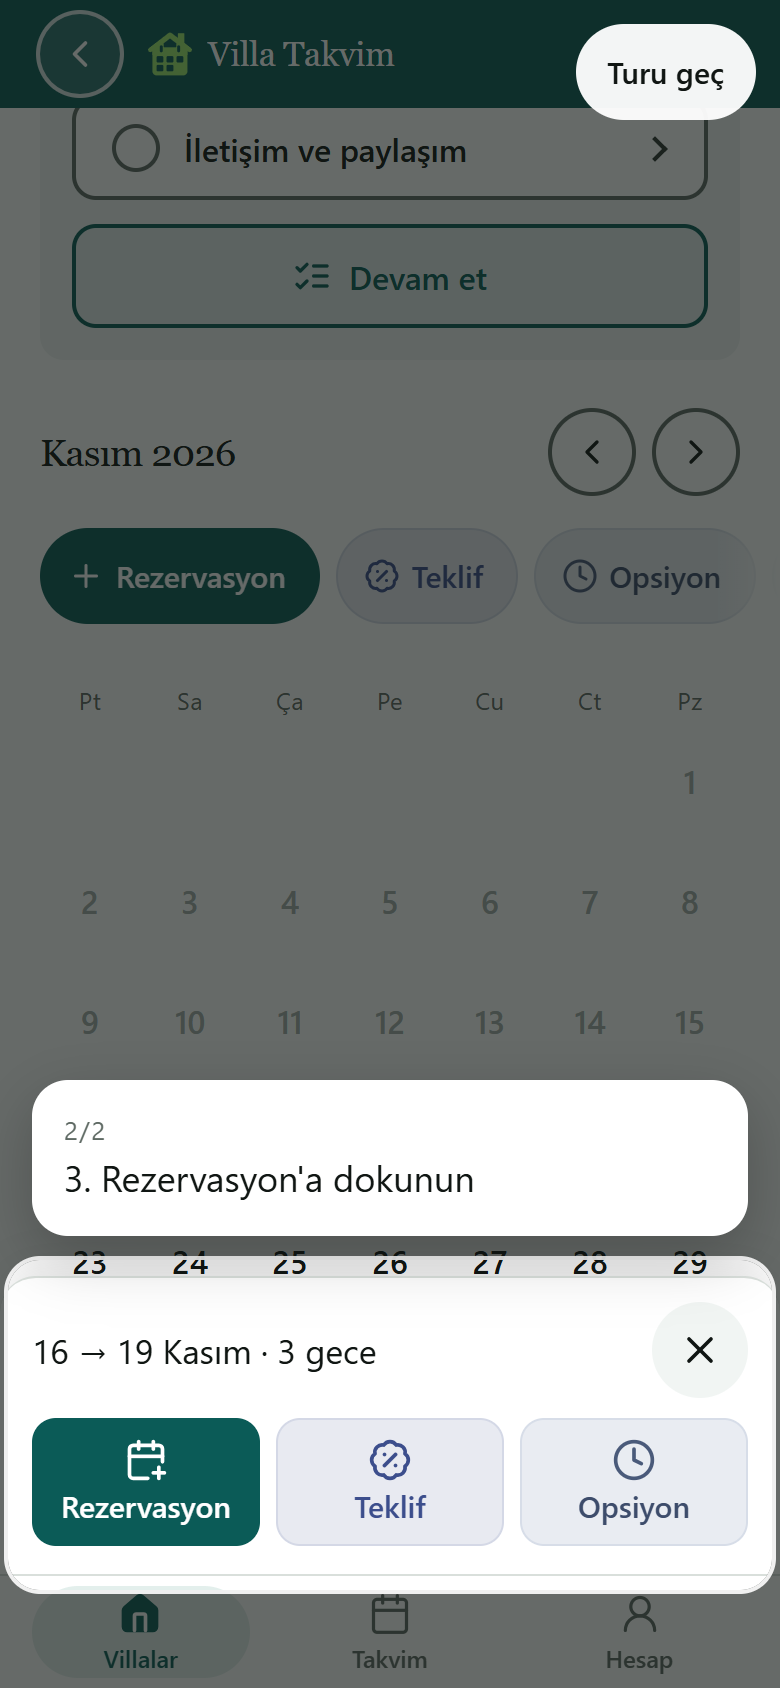 Villa Takvim
Turu geç
İletişim ve paylaşım
Devam et
Kasım 2026
Rezervasyon
Teklif
Opsiyon
Pt Sa Ça Pe Cu Ct Pz
1
2 3 4 5 6 7 8
9 10 11 12 13 14 15
2/2
3. Rezervasyon'a dokunun
23 24 25 26 27 28 29
16 → 19 Kasım · 3 gece
Rezervasyon
Teklif
Opsiyon
Villalar
Takvim
Hesap